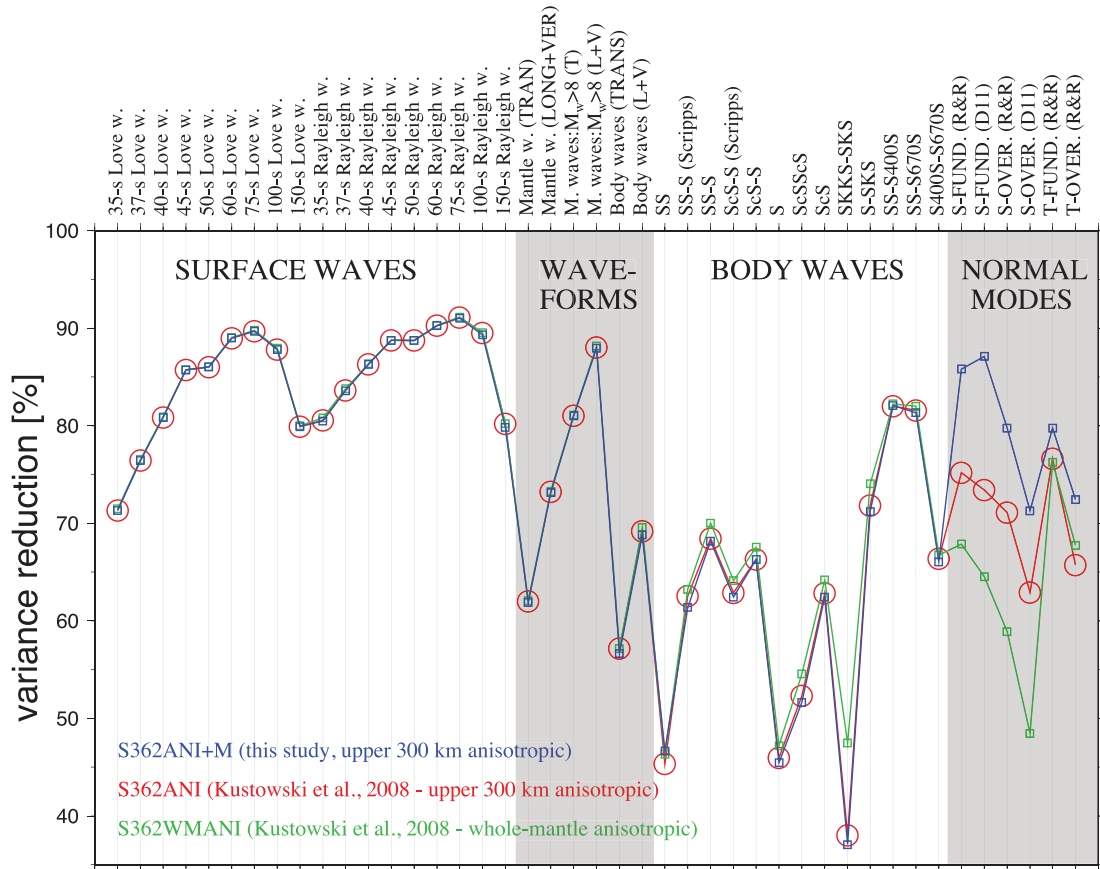 35-s Love w.
37-s Love w.
40-s Love w.
45-s Love w.
50-s Love w.
60-s Love w.
75-s Love w.
100-s Love w.
150-s Love w.
35-s Rayleigh w.
37-s Rayleigh w.
40-s Rayleigh w.
45-s Rayleigh w.
50-s Rayleigh w.
60-s Rayleigh w.
75-s Rayleigh w.
100-s Rayleigh w.
150-s Rayleigh w.
Mantle w. (TRAN)
Mantle w. (LONG+VER)
M. waves:Mw>8 (T)
M. waves:Mw>8 (L+V)
Body waves (TRANS)
Body waves (L+V)
SS
SS-S (Scripps)
SS-S
ScS-S (Scripps)
ScS-S
S
ScSScS
ScS
SKKS-SKS
S-SKS
SS-S400S
SS-S670S
S400S-S670S
S-FUND. (R&R)
S-FUND. (D11)
S-OVER. (R&R)
S-OVER. (D11)
T-FUND. (R&R)
T-OVER. (R&R)
100
90
80
70
60
50
40
variance reduction [%]
SURFACE WAVES
WAVE-
FORMS
BODY WAVES
NORMAL
MODES
S362ANI+M (this study, upper 300 km anisotropic)
S362ANI (Kustowski et al., 2008 - upper 300 km anisotropic)
S362WMANI (Kustowski et al., 2008 - whole-mantle anisotropic)